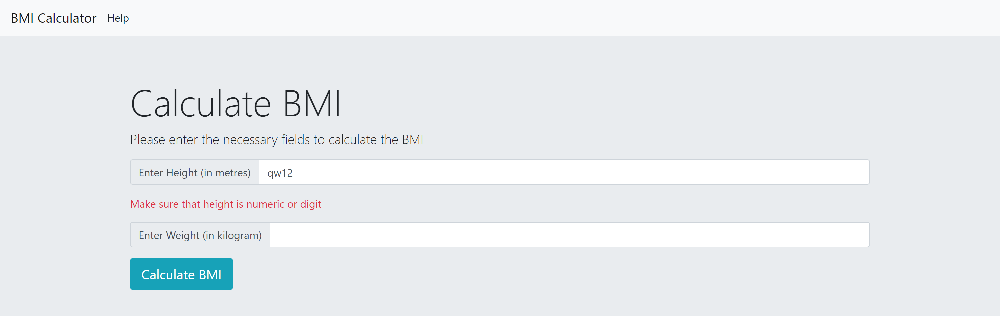 BMI Calculator Help
Calculate BMI
Please enter the necessary fields to calculate the BMI
Enter Height (in metres) qw12
Make sure that height is numeric or digit
Enter Weight (in kilogram)
Calculate BMI